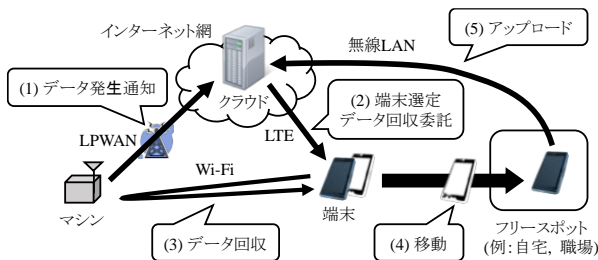 インターネット網
無線LAN
(5) アップロード
(1) データ発生通知
クラウド
(2) 端末選定
データ回収委託
LPWAN
LTE
Wi-Fi
マシン
端末
(3) データ回収
(4) 移動
フリースポット
(例：自宅, 職場)